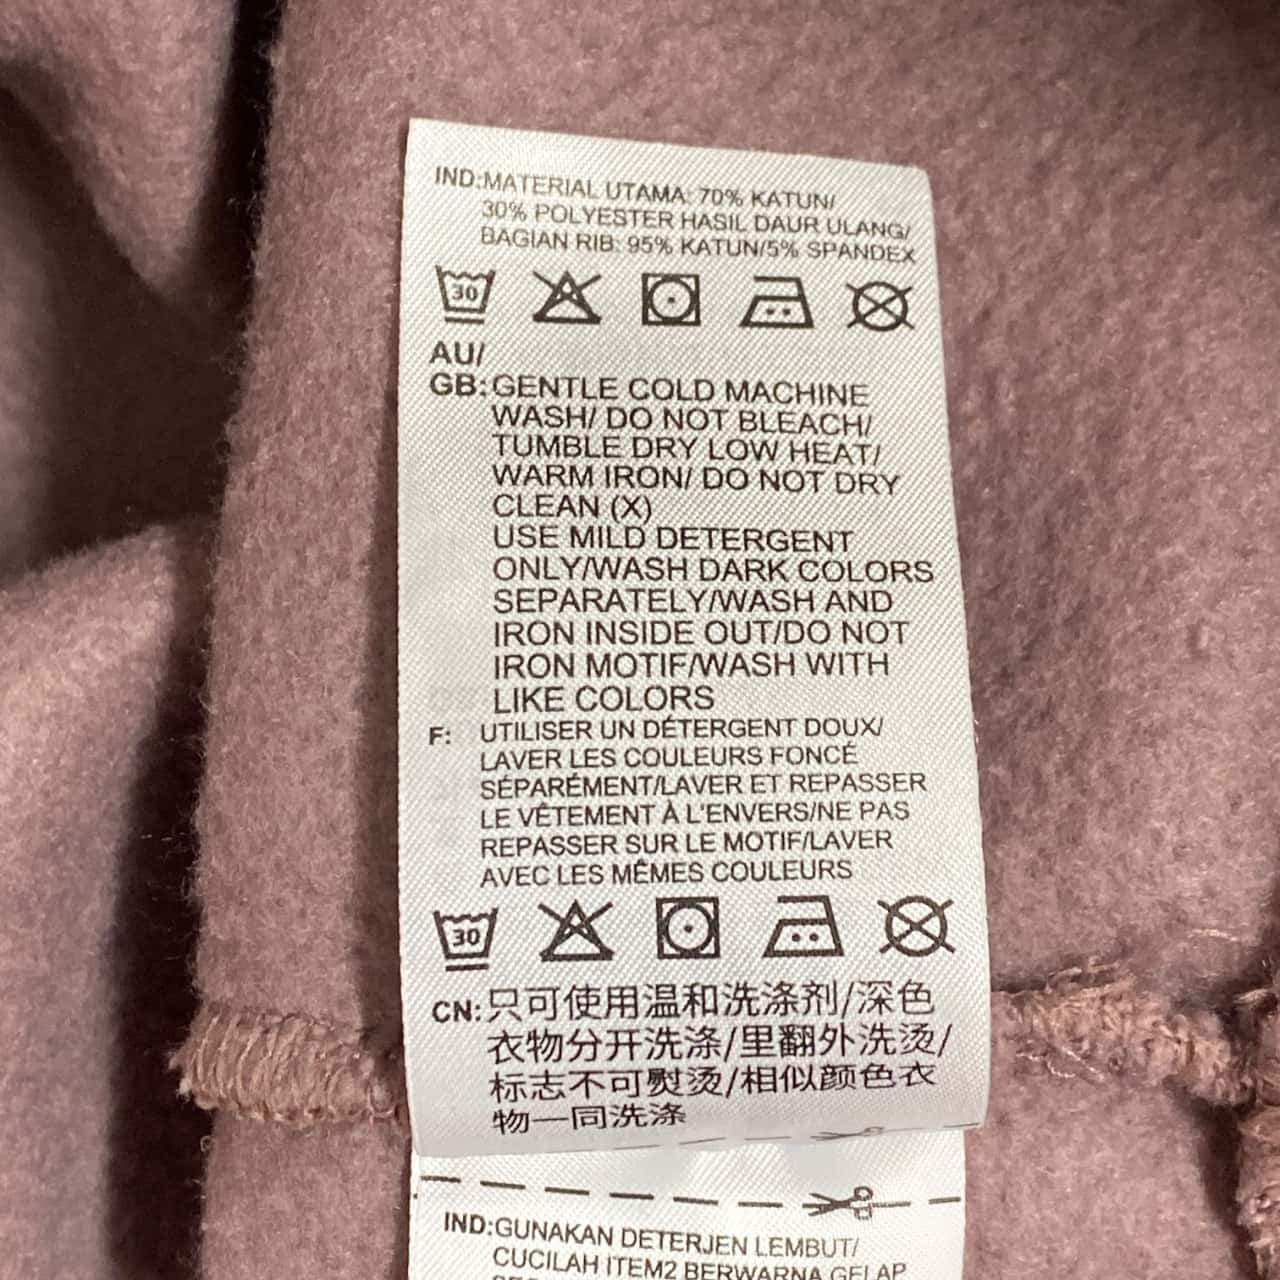 IND:MATERIAL UTAMA: 70% KATUN/
30% POLYESTER HASIL DAUR ULANG/
BAGIAN RIB: 95% KATUN/5% SPANDEX
30
AU/
GB:GENTLE COLD MACHINE
WASH/ DO NOT BLEACH/
TUMBLE DRY LOW HEAT/
WARM IRON/ DO NOT DRY
CLEAN (X)
USE MILD DETERGENT
ONLY/WASH DARK COLORS
SEPARATELY/WASH AND
IRON INSIDE OUT/DO NOT
IRON MOTIF/WASH WITH
LIKE COLORS
F: UTILISER UN DÉTERGENT DOUX/
LAVER LES COULEURS FONCÉ
SÉPARÉMENT/LAVER ET REPASSER
LE VÊTEMENT À L'ENVERS/NE PAS
REPASSER SUR LE MOTIF/LAVER
AVEC LES MÊMES COULEURS
30
CN:只可使用温和洗涤剂/深色
衣物分开洗涤/里翻外洗烫/
标志不可熨烫/相似颜色衣
物一同洗涤
IND:GUNAKAN DETERJEN LEMBUT/
CUCILAH ITEM2 BERWARNA GELAP